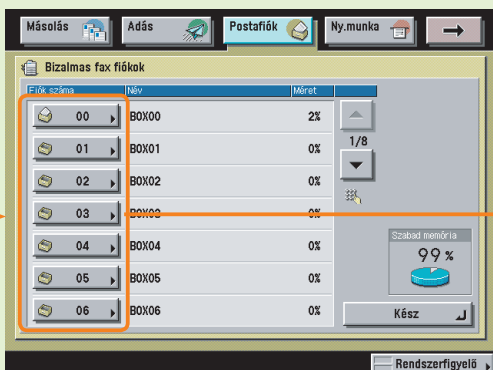 Másolás Adás Postafiók Ny.munka
Bizalmas fax fiókok
Fiók száma Név Méret
00 BOX00 2%
01 BOX01 0%
1/8
02 BOX02 0%
03 BOX03 0%
04 BOX04 0%
Szabad memória
99 %
05 BOX05 0%
06 BOX06 0%
Kész
Rendszerfigyelő